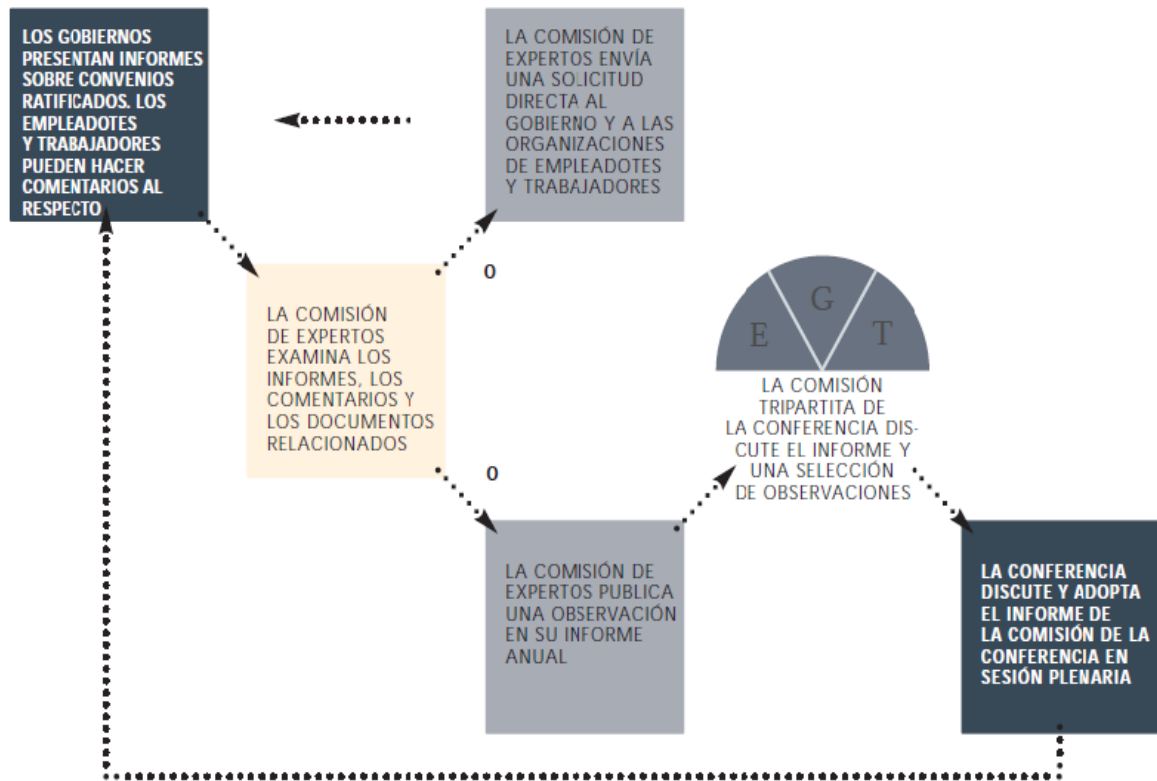 LOS GOBIERNOS
PRESENTAN INFORMES
SOBRE CONVENIOS
RATIFICADOS. LOS
EMPLEADOTES
Y TRABAJADORES
PUEDEN HACER
COMENTARIOS AL
RESPECTO
LA COMISIÓN DE
EXPERTOS ENVÍA
UNA SOLICITUD
DIRECTA AL
GOBIERNO Y A LAS
ORGANIZACIONES
DE EMPLEADOTES
Y TRABAJADORES
O
LA COMISIÓN
DE EXPERTOS
EXAMINA LOS
INFORMES, LOS
COMENTARIOS Y
LOS DOCUMENTOS
RELACIONADOS
O
E G T
LA COMISIÓN
TRIPARTITA DE
LA CONFERENCIA DIS-
CUTE EL INFORME Y
UNA SELECCIÓN
DE OBSERVACIONES
LA COMISIÓN DE
EXPERTOS PUBLICA
UNA OBSERVACIÓN
EN SU INFORME
ANUAL
LA CONFERENCIA
DISCUTE Y ADOPTA
EL INFORME DE
LA COMISIÓN DE LA
CONFERENCIA EN
SESIÓN PLENARIA